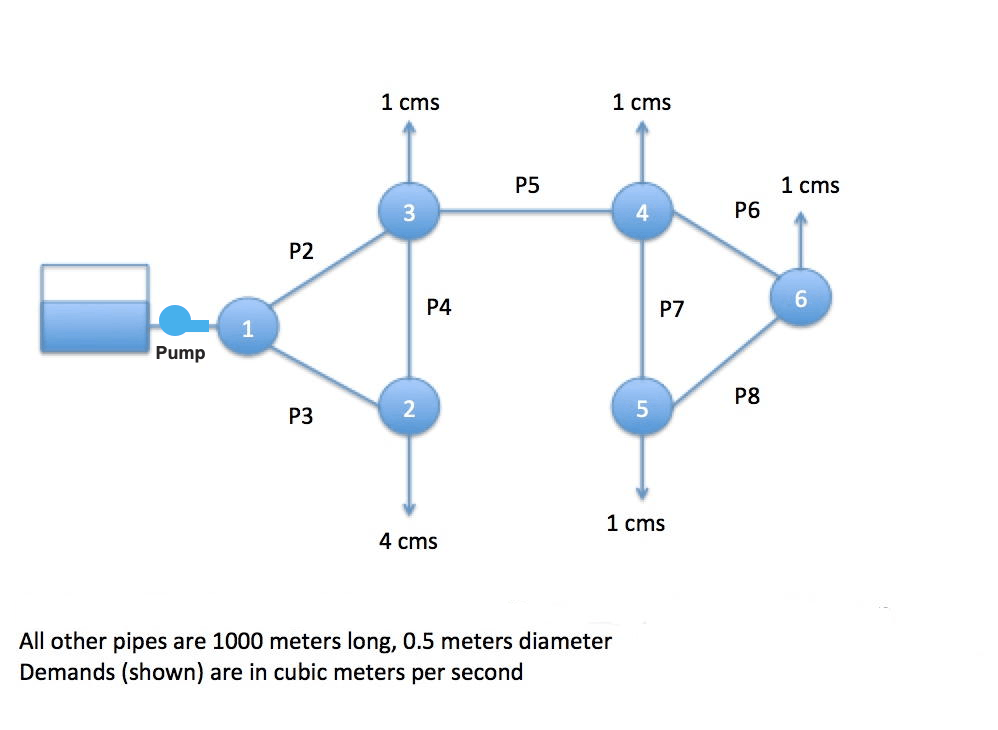 1 cms
1 cms
P5
1 cms
P6
3
4
P2
6
P4
P7
1
Pump
P8
P3
2
5
1 cms
4 cms
All other pipes are 1000 meters long, 0.5 meters diameter
Demands (shown) are in cubic meters per second